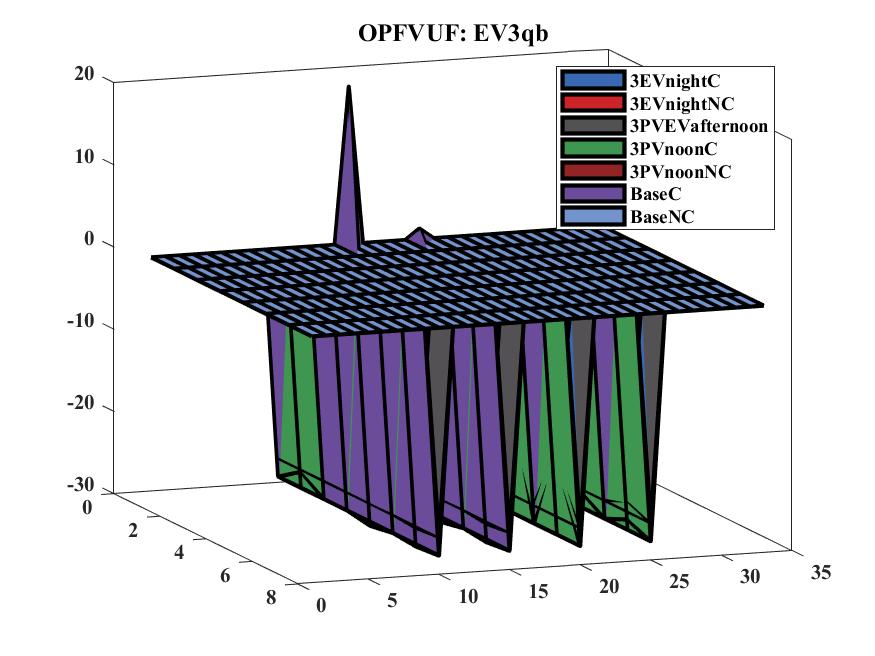 OPFVUF: EV3qb
3EVnightC
3EVnightNC
3PVEVafternoon
3PVnoonC
3PVnoonNC
BaseC
BaseNC
20
10
0
-10
-20
-30
0
2
4
6
8
0
5
10
15
20
25
30
35